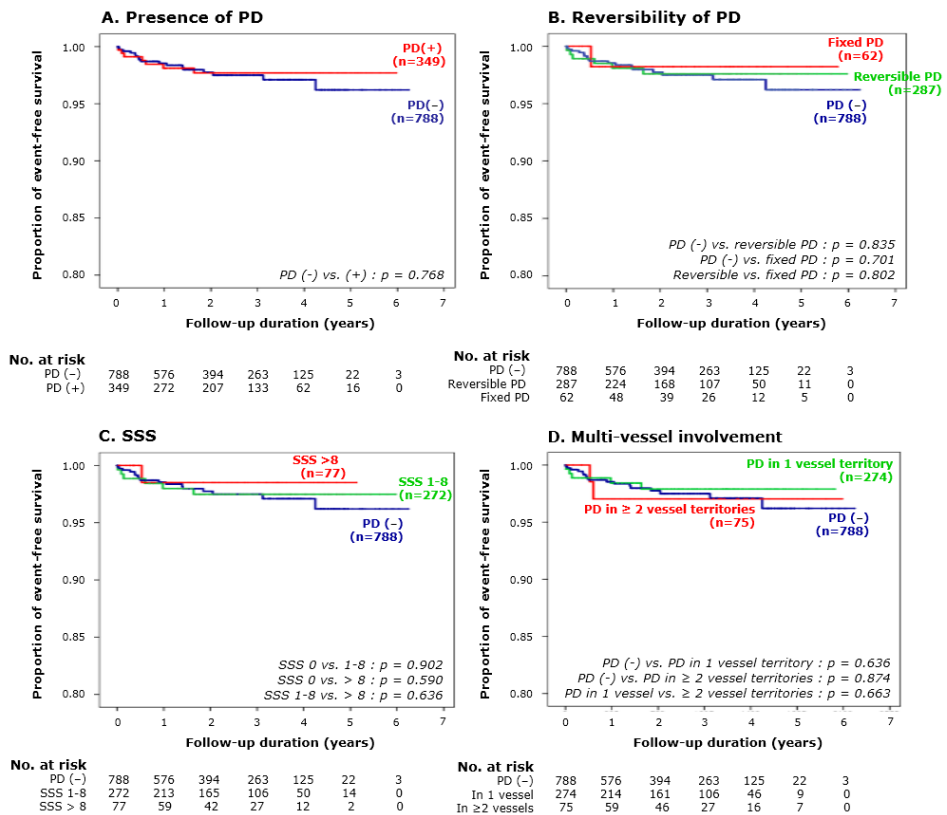 A. Presence of PD
Proportion of event-free survival
1.00
0.95
0.90
0.85
0.80
PD(+)
(n=349)
PD(–)
(n=788)
PD (-) vs. (+) : p = 0.768
0 1 2 3 4 5 6 7
Follow-up duration (years)
No. at risk
PD (–) 788 576 394 263 125 22 3
PD (+) 349 272 207 133 62 16 0
B. Reversibility of PD
Proportion of event-free survival
1.00
0.95
0.90
0.85
0.80
Fixed PD
(n=62)
Reversible PD
(n=287)
PD (–)
(n=788)
PD (-) vs. reversible PD : p = 0.835
PD (-) vs. fixed PD : p = 0.701
Reversible vs. fixed PD : p = 0.802
0 1 2 3 4 5 6 7
Follow-up duration (years)
No. at risk
PD (–) 788 576 394 263 125 22 3
Reversible PD 287 224 168 107 50 11 0
Fixed PD 62 48 39 26 12 5 0
C. SSS
Proportion of event-free survival
1.00
0.95
0.90
0.85
0.80
SSS >8
(n=77)
SSS 1-8
(n=272)
PD (–)
(n=788)
SSS 0 vs. 1-8 : p = 0.902
SSS 0 vs. > 8 : p = 0.590
SSS 1-8 vs. > 8 : p = 0.636
0 1 2 3 4 5 6 7
Follow-up duration (years)
No. at risk
PD (–) 788 576 394 263 125 22 3
SSS 1-8 272 213 165 106 50 14 0
SSS > 8 77 59 42 27 12 2 0
D. Multi-vessel involvement
Proportion of event-free survival
1.00
0.95
0.90
0.85
0.80
PD in 1 vessel territory
(n=274)
PD in ≥ 2 vessel territories
(n=75)
PD (–)
(n=788)
PD (-) vs. PD in 1 vessel territory : p = 0.636
PD (-) vs. PD in ≥ 2 vessel territories : p = 0.874
PD in 1 vessel vs. ≥ 2 vessel territories : p = 0.663
0 1 2 3 4 5 6 7
Follow-up duration (years)
No. at risk
PD (–) 788 576 394 263 125 22 3
In 1 vessel 274 214 161 106 46 9 0
In ≥2 vessels 75 59 46 27 16 7 0